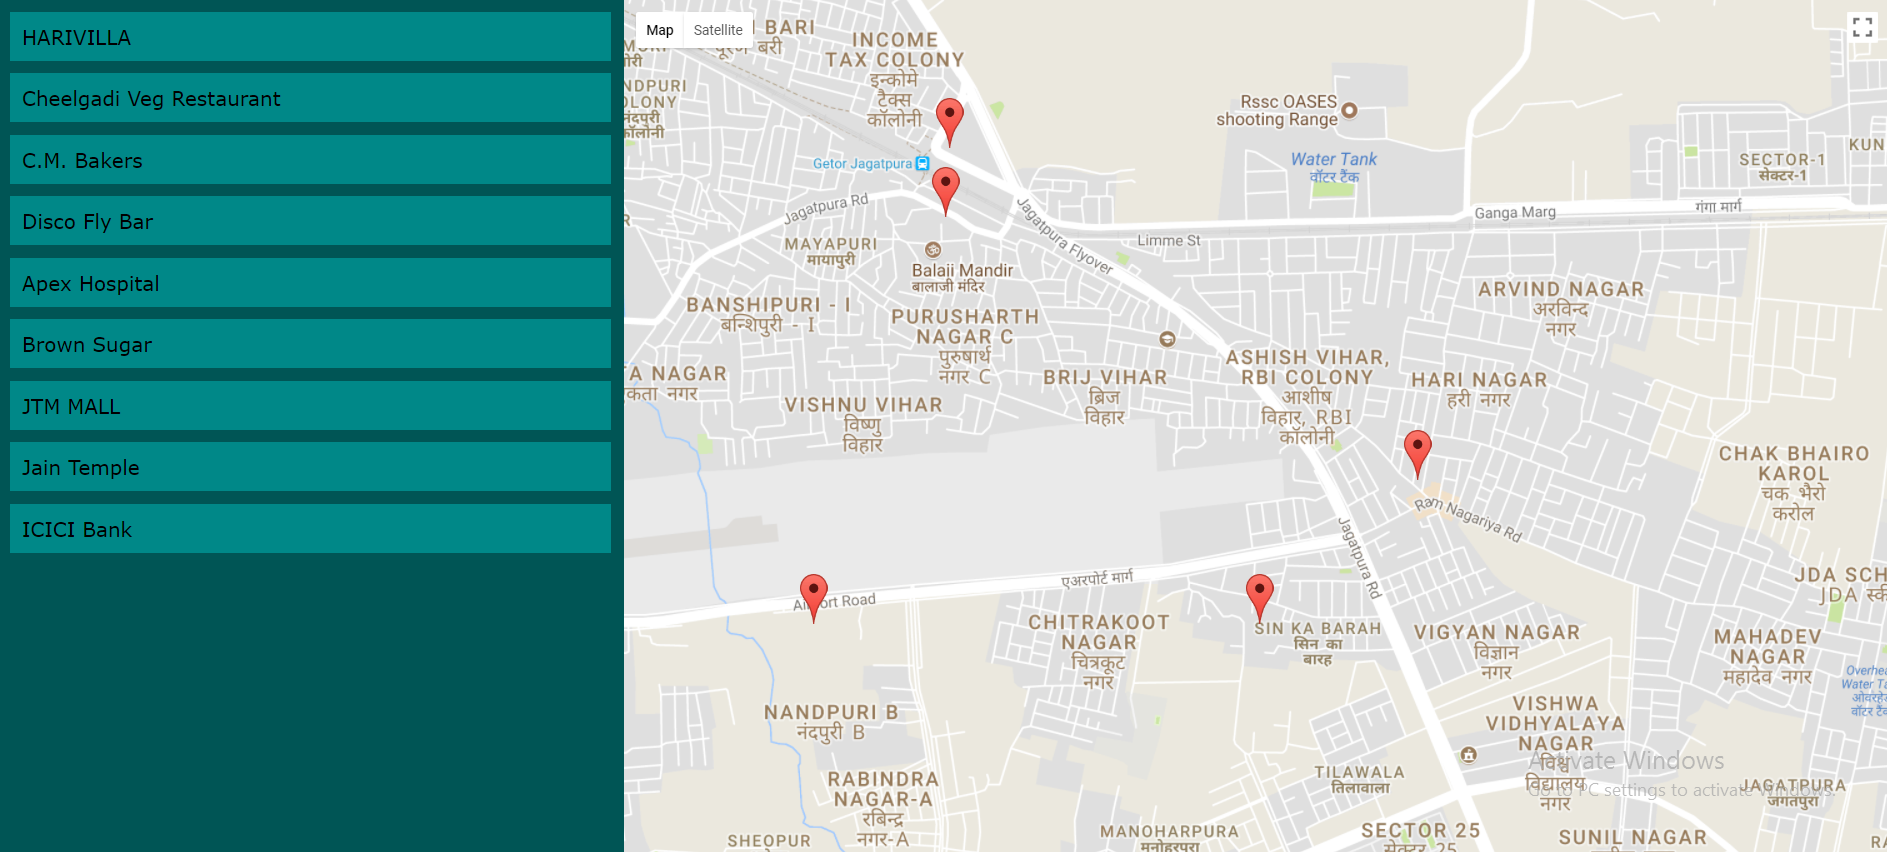 HARIVILLA
Cheelgadi Veg Restaurant
C.M. Bakers
Disco Fly Bar
Apex Hospital
Brown Sugar
JTM MALL
Jain Temple
ICICI Bank
Map
Satellite
BARI
बरी
INCOME
TAX COLONY
इन्कोमे
टैक्स
कॉलोनी
NDPURI
OLONY
नंदपुरी
कॉलोनी
Rssc OASES
shooting Range
Water Tank
वॉटर टैंक
SECTOR-1
सेक्टर-1
KUN
Getor Jagatpura
Jagatpura Rd
Jagatpura Flyover
Ganga Marg
गंगा मार्ग
Limme St
MAYAPURI
मायापुरी
Balaji Mandir
बालाजी मंदिर
BANSHIPURI - I
बन्शिपुरी - I
PURUSHARTH
NAGAR C
पुरुषार्थ
नगर C
ARVIND NAGAR
अरविन्द
नगर
ASHISH VIHAR,
RBI COLONY
आशीष
विहार, RBI
कॉलोनी
TA NAGAR
कता नगर
BRIJ VIHAR
ब्रिज
विहार
HARI NAGAR
हरी नगर
VISHNU VIHAR
विष्णु
विहार
CHAK BHAIRO
KAROL
चक भैरो
करोल
Ram Nagariya Rd
Jagatpura Rd
एअरपोर्ट मार्ग
Airport Road
JDA SCH
JDA स्की
CHITRAKOOT
NAGAR
चित्रकूट
नगर
SIN KA BARAH
सिन का
बारह
VIGYAN NAGAR
विज्ञान
नगर
MAHADEV
NAGAR
महादेव नगर
Overhe
Water Ta
ओवरहेड
वॉटर टैंक
NANDPURI B
नंदपुरी B
VISHWA
VIDHYALAYA
NAGAR
विश्व
विद्यालय
नगर
Activate Windows
Go to PC settings to activate Windows.
RABINDRA
NAGAR-A
रबिन्द्र
नगर-A
TILAWALA
तिलावाला
JAGATPURA
जगतपुरा
SHEOPUR
MANOHARPURA
मनोहरपुरा
SECTOR 25
सेक्टर 25
SUNIL NAGAR